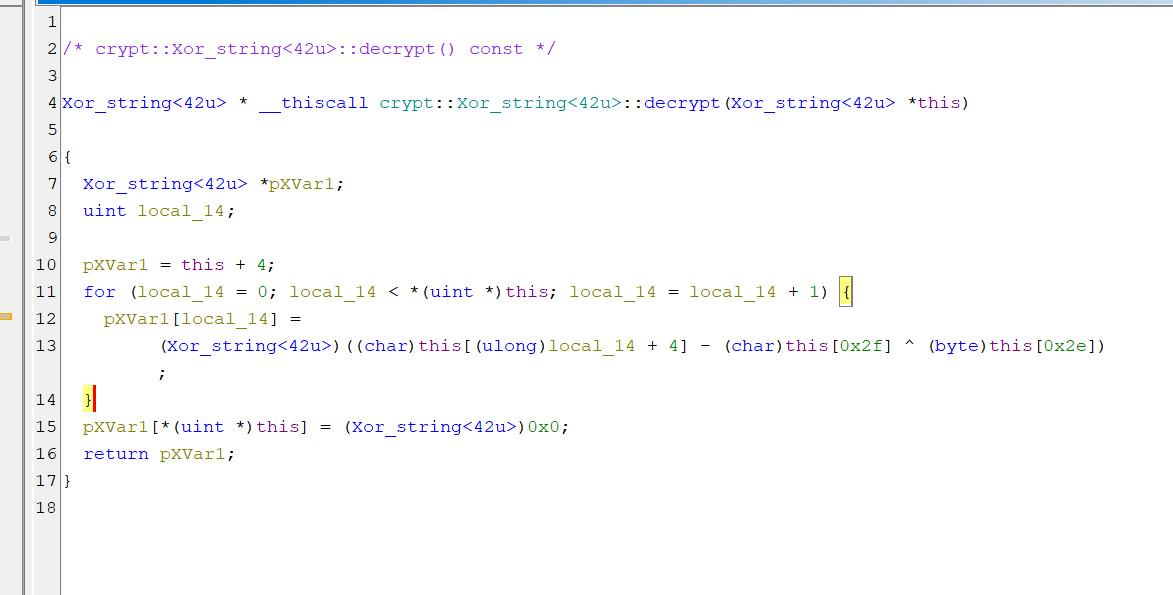 1
2 /* crypt::Xor_string<42u>::decrypt() const */
3
4 Xor_string<42u> * __thiscall crypt::Xor_string<42u>::decrypt(Xor_string<42u> *this)
5
6 {
7   Xor_string<42u> *pXVar1;
8   uint local_14;
9
10   pXVar1 = this + 4;
11   for (local_14 = 0; local_14 < *(uint *)this; local_14 = local_14 + 1) {
12     pXVar1[local_14] =
13          (Xor_string<42u>)((char)this[(ulong)local_14 + 4] - (char)this[0x2f] ^ (byte)this[0x2e])
         ;
14   }
15   pXVar1[*(uint *)this] = (Xor_string<42u>)0x0;
16   return pXVar1;
17 }
18